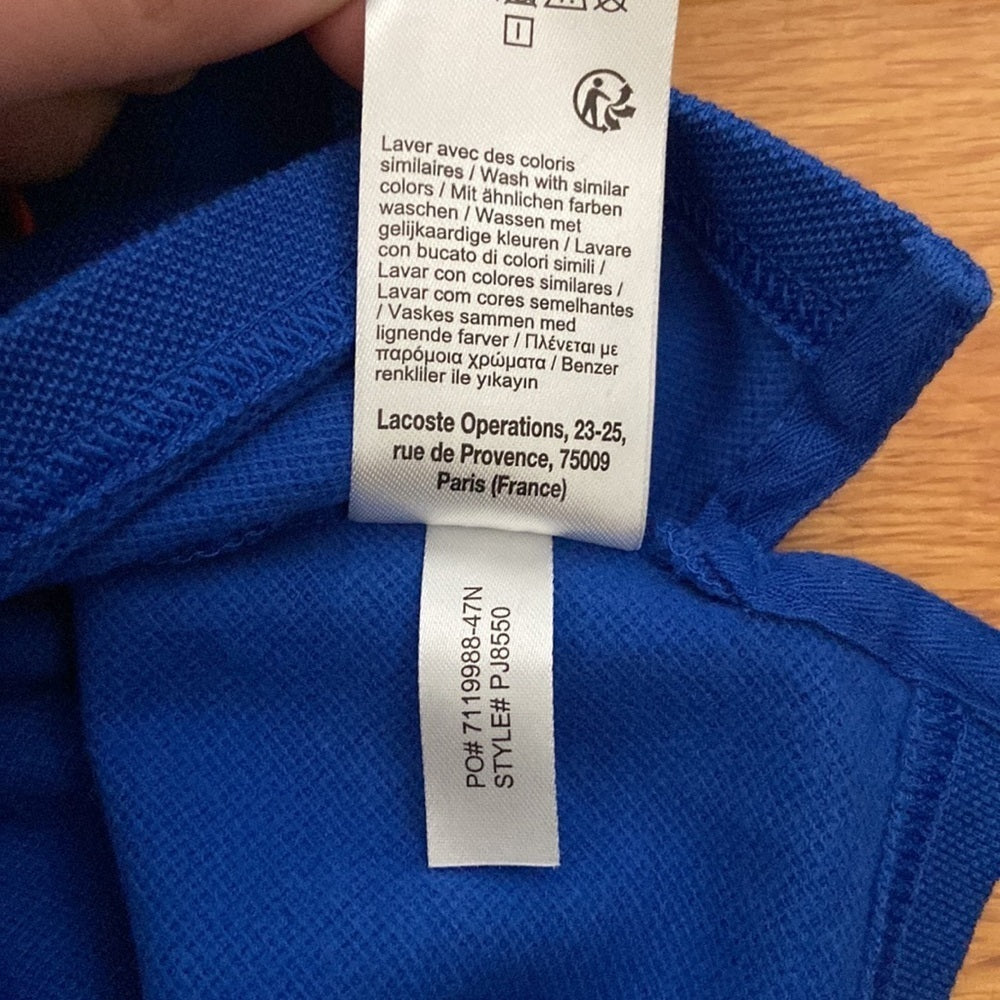 Laver avec des coloris
similaires / Wash with similar
colors / Mit ähnlichen farben
waschen / Wassen met
gelijkaardige kleuren / Lavare
con bucato di colori simili /
Lavar con colores similares /
Lavar com cores semelhantes
/ Vaskes sammen med
lignende farver / Πλένεται με
παρόμοια χρώματα / Benzer
renkliler ile yıkayın
Lacoste Operations, 23-25,
rue de Provence, 75009
Paris (France)
PO# 7119988-47N
STYLE# PJ8550